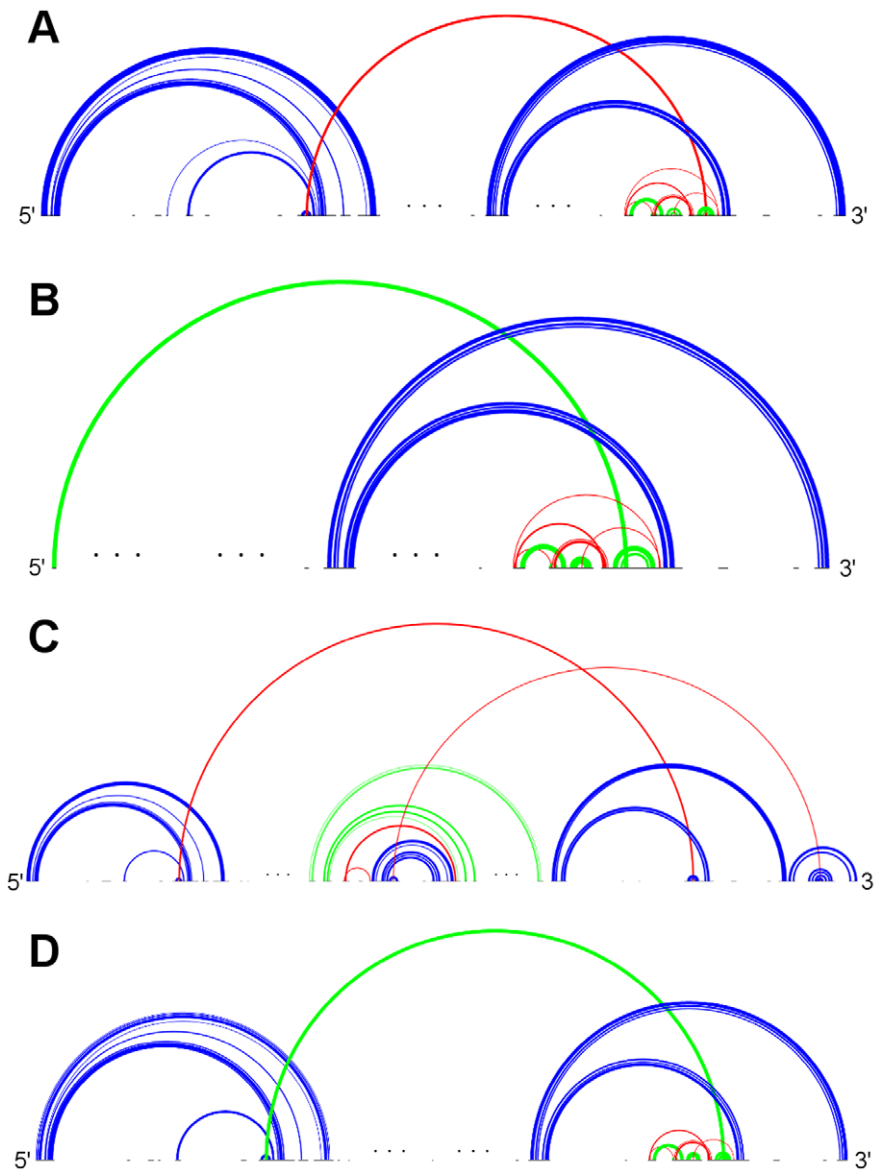 A
5' . . . . . . 3'
B
5' . . . . . . . . . 3'
C
5' . . . . . . 3
D
5' . . . . . . 3'